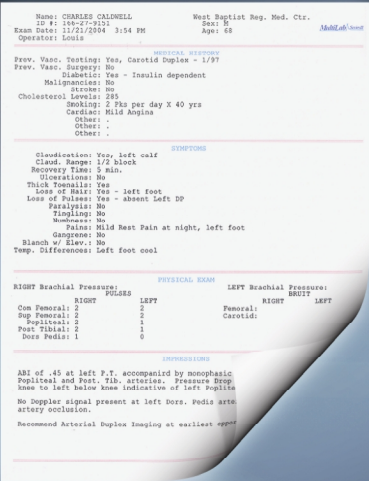 Name: CHARLES CALDWELL West Baptist Reg. Med. Ctr.
ID #: 166-27-9151 Sex: M
Exam Date: 11/21/2004 3:54 PM Age: 68
Operator: Louis
MultiLab
MEDICAL HISTORY
Prev. Vasc. Testing: Yes, Carotid Duplex - 1/97
Prev. Vasc. Surgery: No
Diabetic: Yes - Insulin dependent
Malignancies: No
Stroke: No
Cholesterol Levels: 285
Smoking: 2 Pks per day X 40 yrs
Cardiac: Mild Angina
Other: .
Other: .
Other: .
SYMPTOMS
Claudication: Yes, left calf
Claud. Range: 1/2 block
Recovery Time: 5 min.
Ulcerations: No
Thick Toenails: Yes
Loss of Hair: Yes - left foot
Loss of Pulses: Yes - absent Left DP
Paralysis: No
Tingling: No
Numbness: No
Pains: Mild Rest Pain at night, left foot
Gangrene: No
Blanch w/ Elev.: No
Temp. Differences: Left foot cool
PHYSICAL EXAM
RIGHT Brachial Pressure: LEFT Brachial Pressure:
PULSES BRUIT
RIGHT LEFT RIGHT LEFT
Com Femoral: 2 2 Femoral:
Sup Femoral: 2 2 Carotid:
Popliteal: 2 1
Post Tibial: 2 1
Dors Pedis: 1 0
IMPRESSIONS
ABI of .45 at left P.T. accompanird by monophasic
Popliteal and Post. Tib. arteries. Pressure Drop
knee to left below knee indicative of left Poplite
No Doppler signal present at left Dors. Pedis arte
artery occlusion.
Recommend Arterial Duplex Imaging at earliest oppor